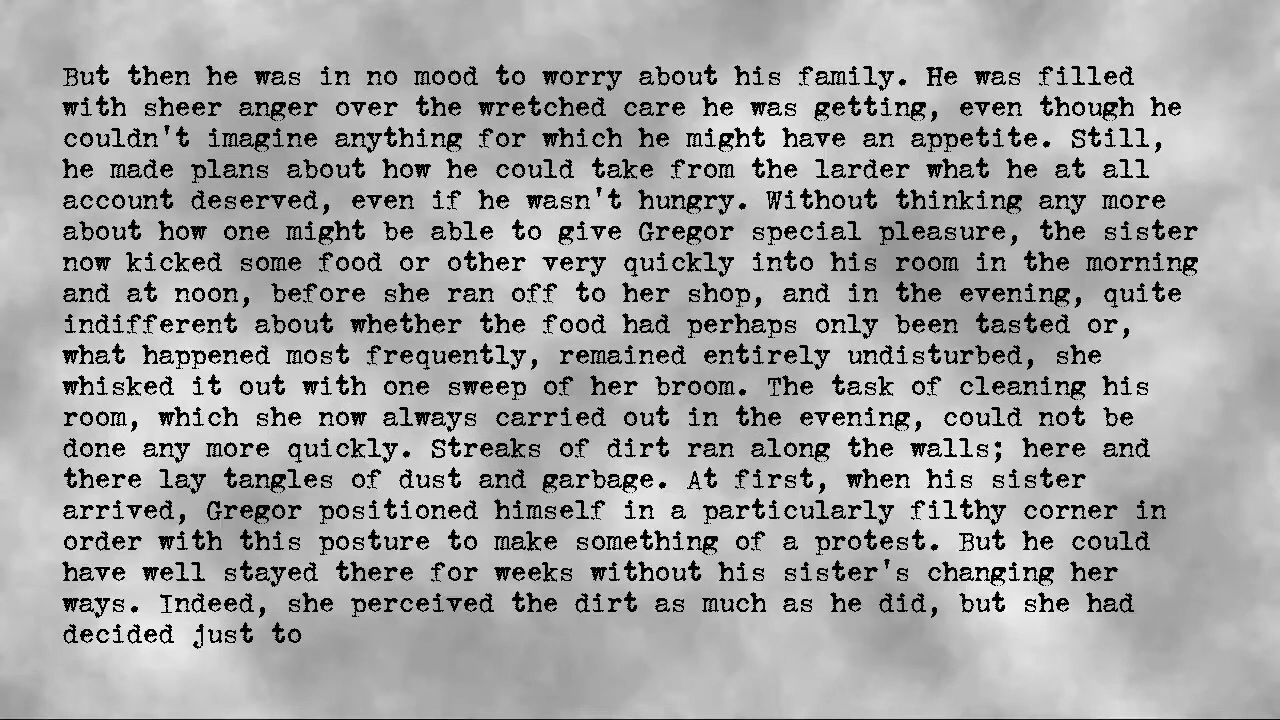 But then he was in no mood to worry about his family. He was filled
with sheer anger over the wretched care he was getting, even though he
couldn't imagine anything for which he might have an appetite. Still,
he made plans about how he could take from the larder what he at all
account deserved, even if he wasn't hungry. Without thinking any more
about how one might be able to give Gregor special pleasure, the sister
now kicked some food or other very quickly into his room in the morning
and at noon, before she ran off to her shop, and in the evening, quite
indifferent about whether the food had perhaps only been tasted or,
what happened most frequently, remained entirely undisturbed, she
whisked it out with one sweep of her broom. The task of cleaning his
room, which she now always carried out in the evening, could not be
done any more quickly. Streaks of dirt ran along the walls; here and
there lay tangles of dust and garbage. At first, when his sister
arrived, Gregor positioned himself in a particularly filthy corner in
order with this posture to make something of a protest. But he could
have well stayed there for weeks without his sister's changing her
ways. Indeed, she perceived the dirt as much as he did, but she had
decided just to